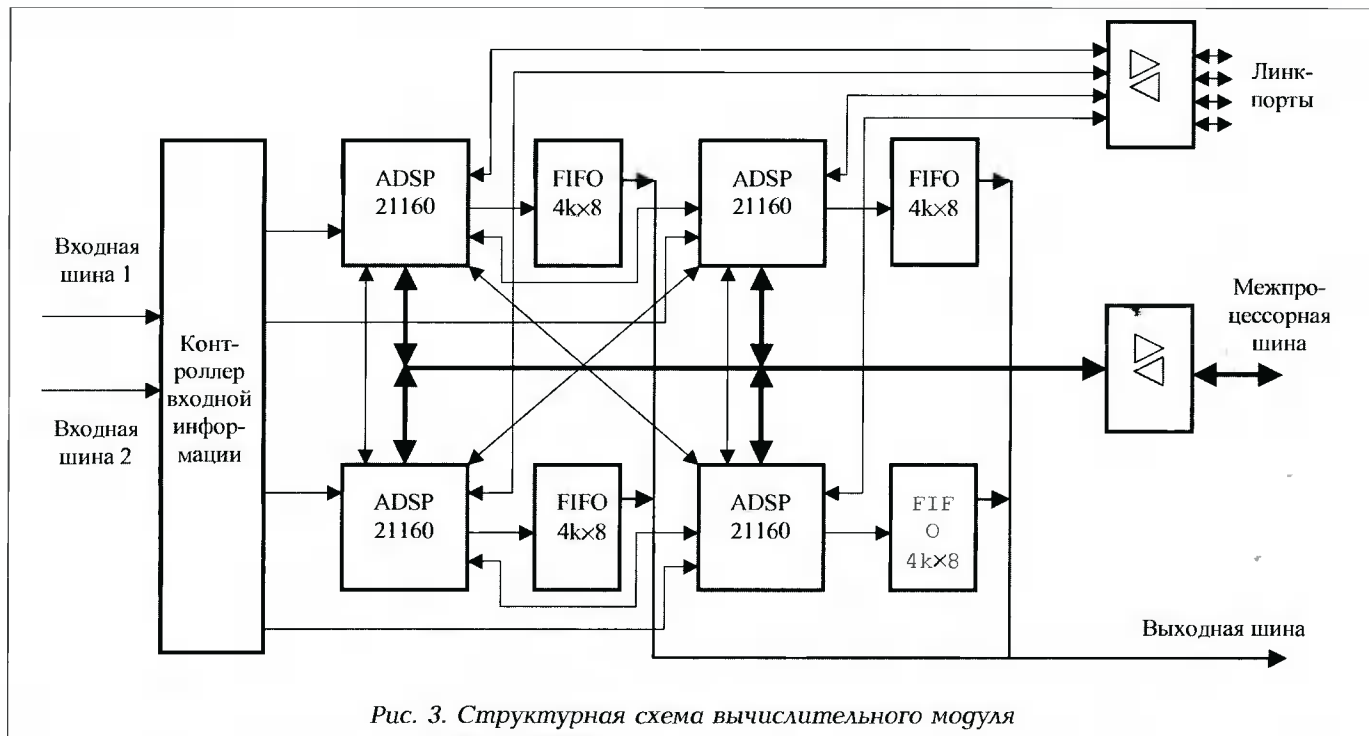 Линк-
порты
ADSP
21160
FIFO
4k×8
ADSP
21160
FIFO
4k×8
Входная
шина 1
Межпро-
цессорная
шина
Конт-
роллер
входной
инфор-
мации
Входная
шина 2
ADSP
21160
FIFO
4k×8
ADSP
21160
FIF
O
4k×8
Выходная шина
Рис. 3. Структурная схема вычислительного модуля